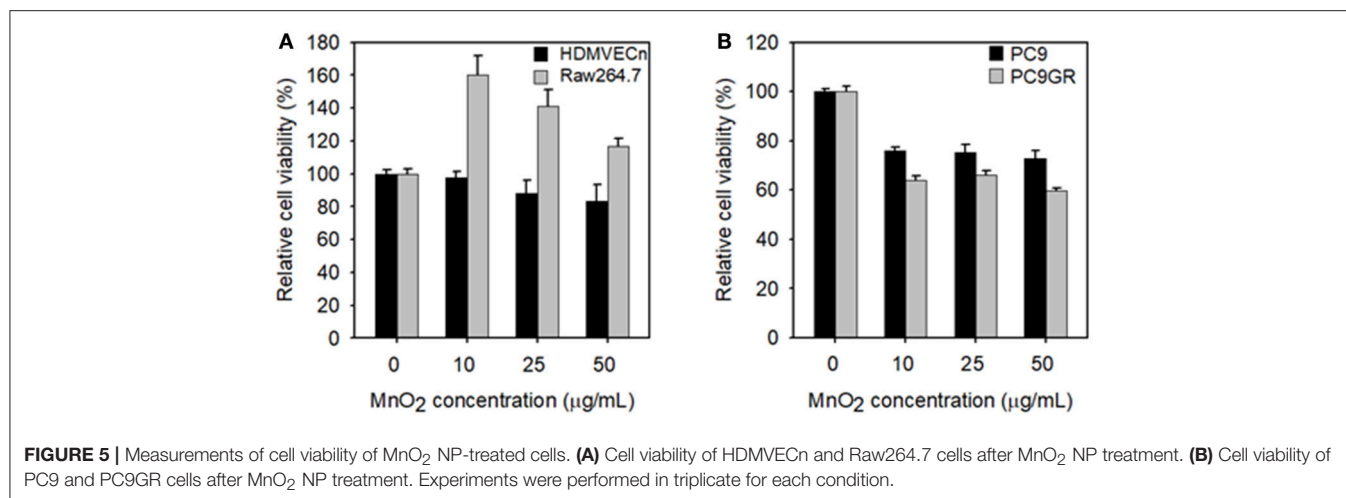 A
180
160
140
120
100
80
60
40
20
0
Relative cell viability (%)
HDMVECn
Raw264.7
0 10 25 50
MnO2 concentration (μg/mL)
B
120
100
80
60
40
20
0
Relative cell viability (%)
PC9
PC9GR
0 10 25 50
MnO2 concentration (μg/mL)
FIGURE 5 | Measurements of cell viability of MnO2 NP-treated cells. (A) Cell viability of HDMVECn and Raw264.7 cells after MnO2 NP treatment. (B) Cell viability of
PC9 and PC9GR cells after MnO2 NP treatment. Experiments were performed in triplicate for each condition.